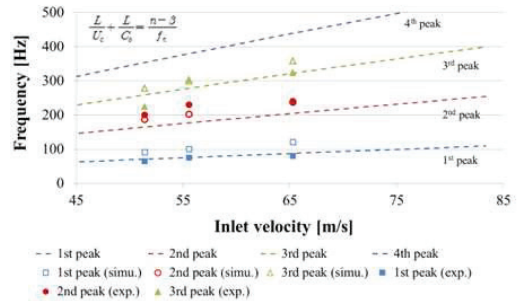 500
400
300
200
100
0
Frequency [Hz]
L/U_c + L/C_0 = n - β/f_n
4th peak
3rd peak
2nd peak
1st peak
45 55 65 75 85
Inlet velocity [m/s]
1st peak 2nd peak 3rd peak 4th peak
1st peak (simu.) 2nd peak (simu.) 3rd peak (simu.) 1st peak (exp.)
2nd peak (exp.) 3rd peak (exp.)